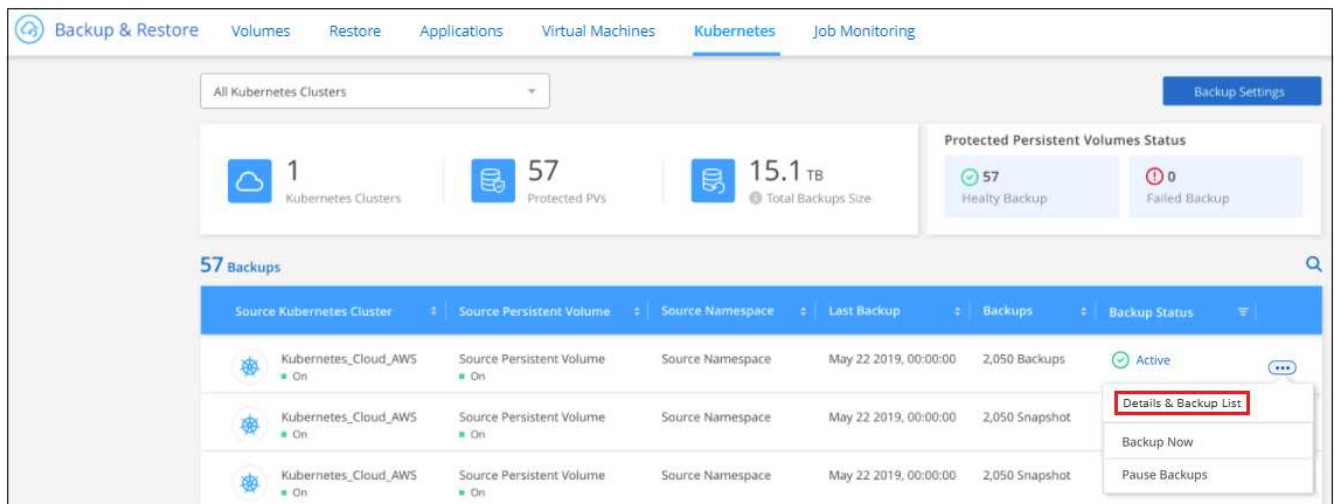 Backup & Restore Volumes Restore Applications Virtual Machines Kubernetes Job Monitoring
All Kubernetes Clusters Backup Settings
Protected Persistent Volumes Status
1 57 15.1 TB 57 0
Kubernetes Clusters Protected PVs Total Backups Size Healty Backup Failed Backup
57 Backups
Source Kubernetes Cluster Source Persistent Volume Source Namespace Last Backup Backups Backup Status
Kubernetes_Cloud_AWS Source Persistent Volume Source Namespace May 22 2019, 00:00:00 2,050 Backups Active
On On
Details & Backup List
Kubernetes_Cloud_AWS Source Persistent Volume Source Namespace May 22 2019, 00:00:00 2,050 Snapshot
On On
Backup Now
Kubernetes_Cloud_AWS Source Persistent Volume Source Namespace May 22 2019, 00:00:00 2,050 Snapshot Pause Backups
On On